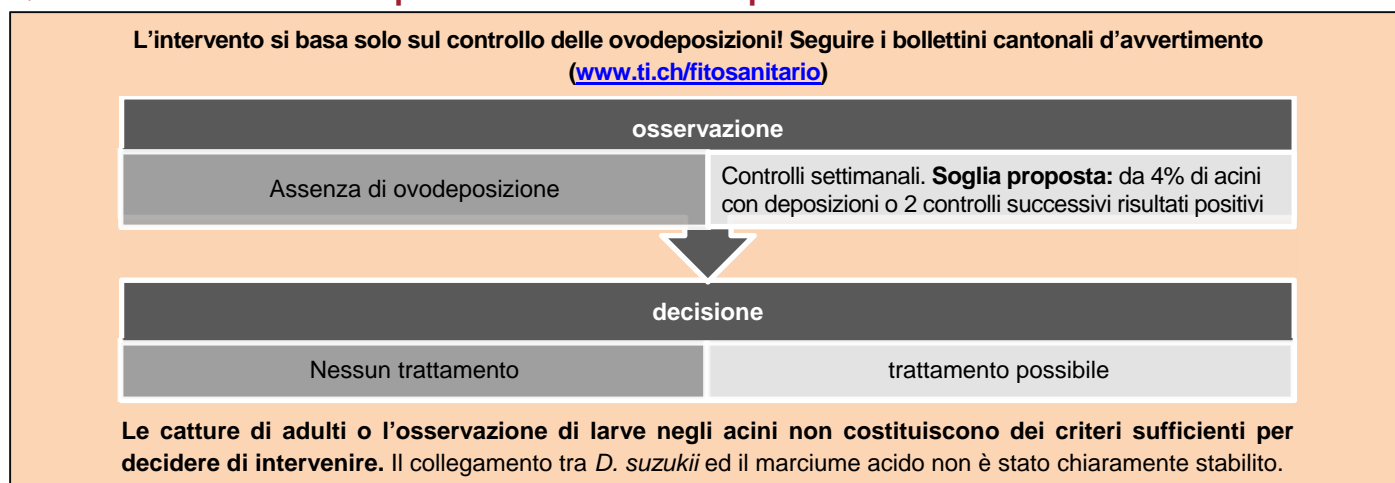 L'intervento si basa solo sul controllo delle ovodeposizioni! Seguire i bollettini cantonali d'avvertimento
(www.ti.ch/fitosanitario)
osservazione
Assenza di ovodeposizione
Controlli settimanali. Soglia proposta: da 4% di acini
con deposizioni o 2 controlli successivi risultati positivi
decisione
Nessun trattamento
trattamento possibile
Le catture di adulti o l'osservazione di larve negli acini non costituiscono dei criteri sufficienti per
decidere di intervenire. Il collegamento tra D. suzukii ed il marciume acido non è stato chiaramente stabilito.